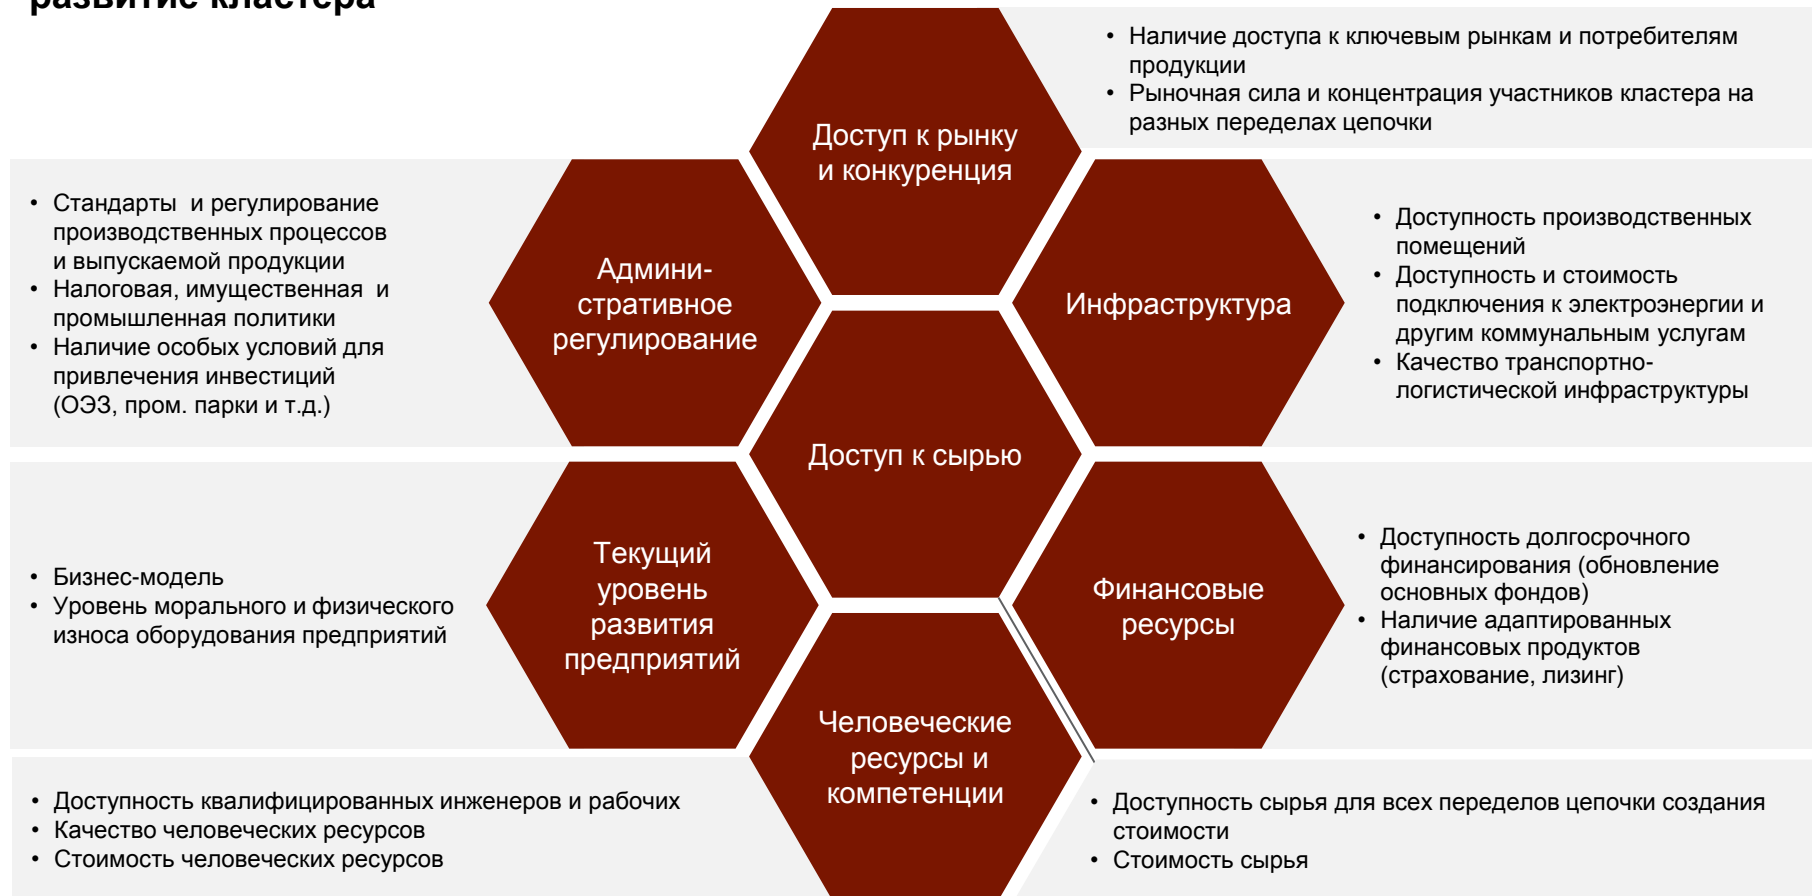 развитие кластера
Доступ к рынку
и конкуренция
• Наличие доступа к ключевым рынкам и потребителям
продукции
• Рыночная сила и концентрация участников кластера на
разных переделах цепочки
• Стандарты и регулирование
производственных процессов
и выпускаемой продукции
• Налоговая, имущественная и
промышленная политики
• Наличие особых условий для
привлечения инвестиций
(ОЭЗ, пром. парки и т.д.)
Админи-
стративное
регулирование
Инфраструктура
• Доступность производственных
помещений
• Доступность и стоимость
подключения к электроэнергии и
другим коммунальным услугам
• Качество транспортно-
логистической инфраструктуры
Доступ к сырью
• Бизнес-модель
• Уровень морального и физического
износа оборудования предприятий
Текущий
уровень
развития
предприятий
Финансовые
ресурсы
• Доступность долгосрочного
финансирования (обновление
основных фондов)
• Наличие адаптированных
финансовых продуктов
(страхование, лизинг)
Человеческие
ресурсы и
компетенции
• Доступность квалифицированных инженеров и рабочих
• Качество человеческих ресурсов
• Стоимость человеческих ресурсов
• Доступность сырья для всех переделов цепочки создания
стоимости
• Стоимость сырья